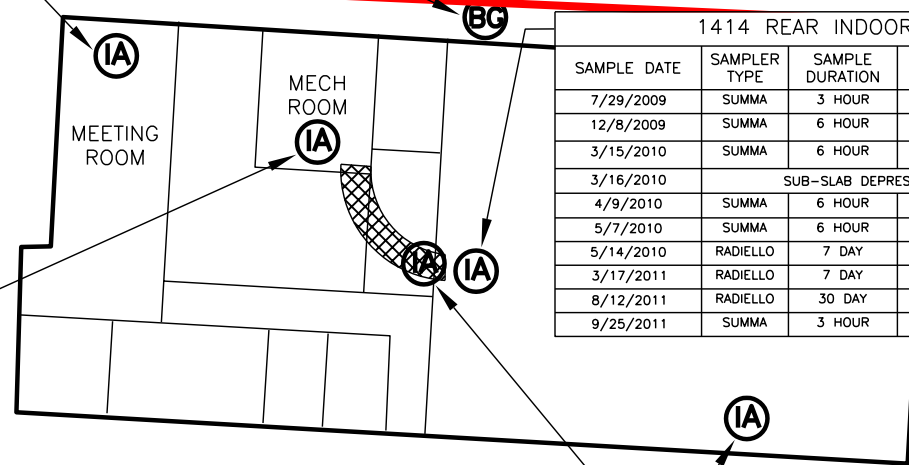 BG
IA
MECH
ROOM
IA
MEETING
ROOM
IA
IA
IA
1414 REAR INDOOR
SAMPLE DATE SAMPLER TYPE SAMPLE DURATION
7/29/2009 SUMMA 3 HOUR
12/8/2009 SUMMA 6 HOUR
3/15/2010 SUMMA 6 HOUR
3/16/2010 SUB-SLAB DEPRES
4/9/2010 SUMMA 6 HOUR
5/7/2010 SUMMA 6 HOUR
5/14/2010 RADIELLO 7 DAY
3/17/2011 RADIELLO 7 DAY
8/12/2011 RADIELLO 30 DAY
9/25/2011 SUMMA 3 HOUR